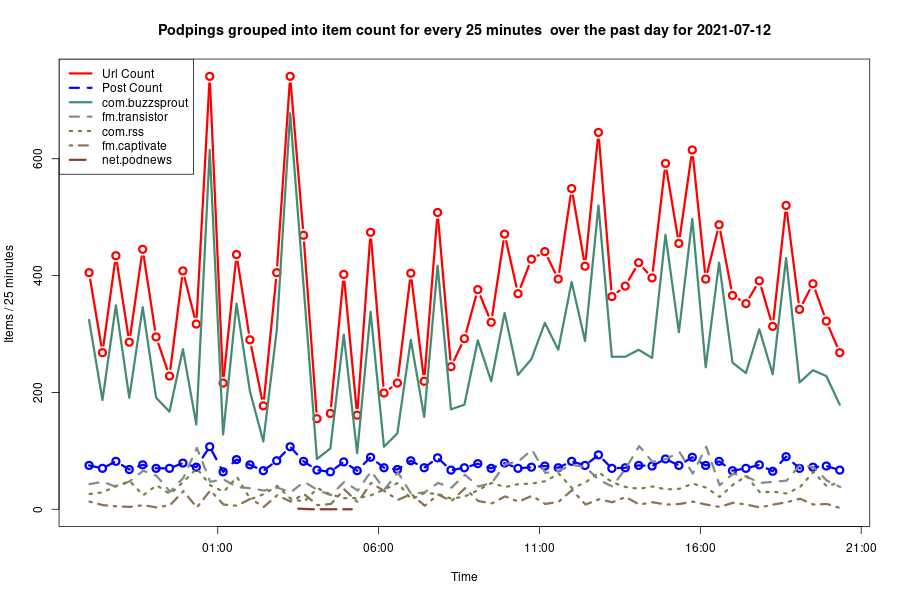 Podpings grouped into item count for every 25 minutes  over the past day for 2021-07-12
Url Count
Post Count
com.buzzsprout
fm.transistor
com.rss
fm.captivate
net.podnews
Items / 25 minutes
600
400
200
0
01:00
06:00
11:00
16:00
21:00
Time